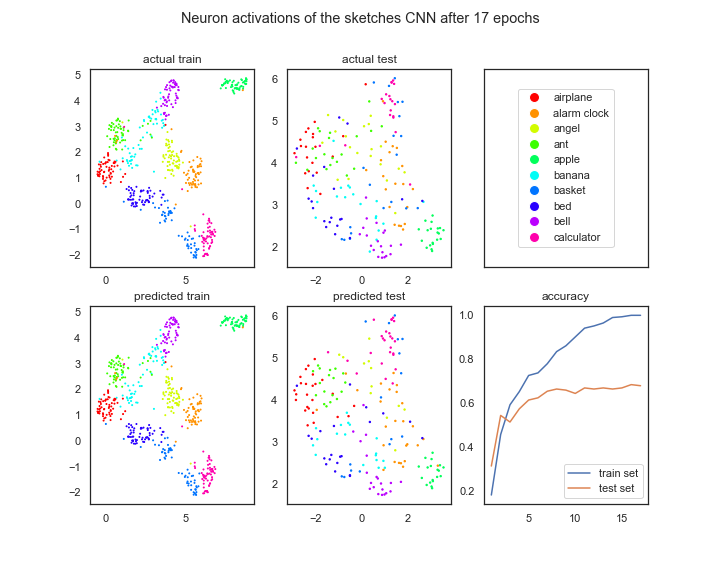 Neuron activations of the sketches CNN after 17 epochs
actual train
5
4
3
2
1
0
−1
−2
0
5
actual test
6
5
4
3
2
−2
0
2
airplane
alarm clock
angel
ant
apple
banana
basket
bed
bell
calculator
predicted train
5
4
3
2
1
0
−1
−2
0
5
predicted test
6
5
4
3
2
−2
0
2
accuracy
1.0
0.8
0.6
0.4
0.2
train set
test set
5
10
15